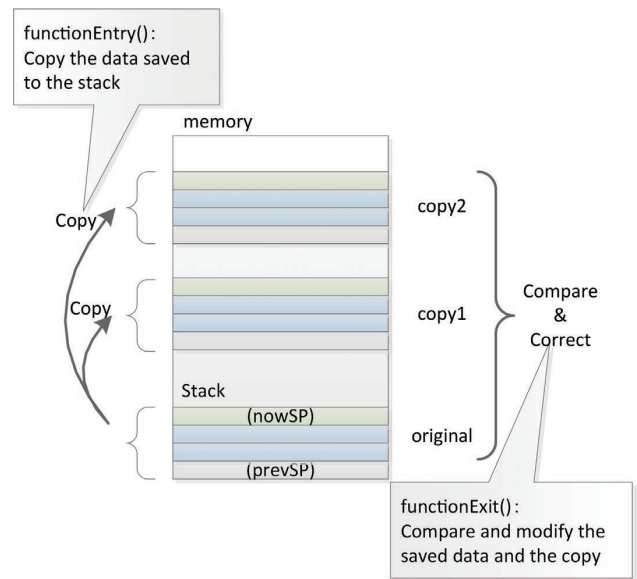 functionEntry():
Copy the data saved
to the stack
memory
Copy
copy2
Copy
copy1
Compare
&
Correct
Stack
(nowSP)
original
(prevSP)
functionExit():
Compare and modify the
saved data and the copy